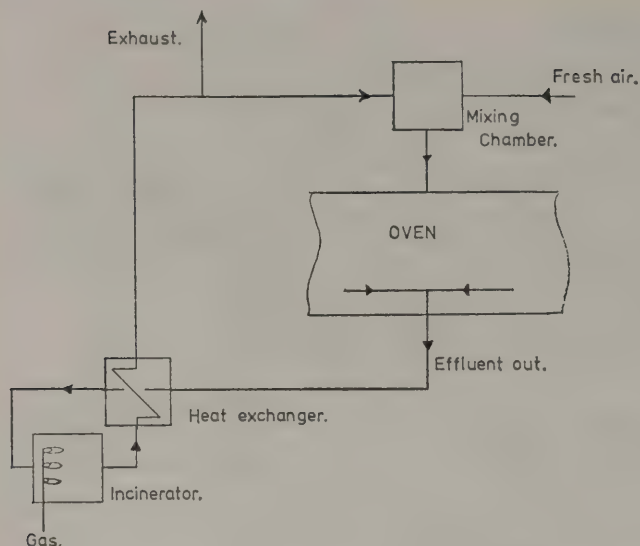 Exhaust.
Fresh air.
Mixing
Chamber.
OVEN
Effluent out.
Heat exchanger.
Incinerator.
Gas.